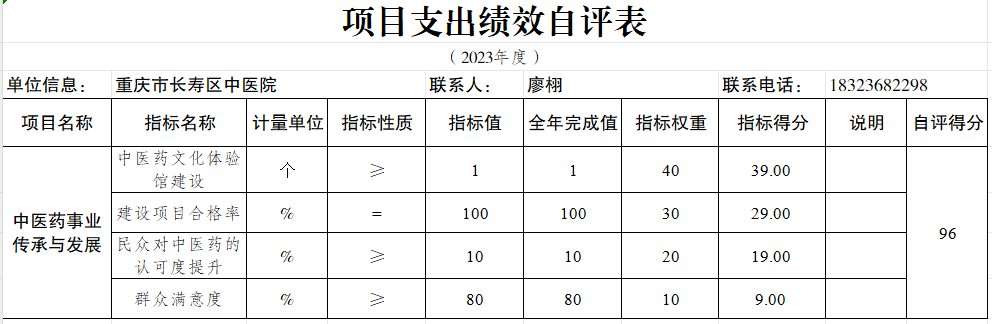 项目支出绩效自评表
（2023年度）
单位信息： 重庆市长寿区中医院 联系人： 廖栩 联系电话： 18323682298
项目名称 指标名称 计量单位 指标性质 指标值 全年完成值 指标权重 指标得分 说明 自评得分
中医药事业
传承与发展
中医药文化体验
馆建设
个 ≥ 1 1 40 39.00
建设项目合格率 % = 100 100 30 29.00
民众对中医药的
认可度提升
% ≥ 10 10 20 19.00
群众满意度 % ≥ 80 80 10 9.00
96